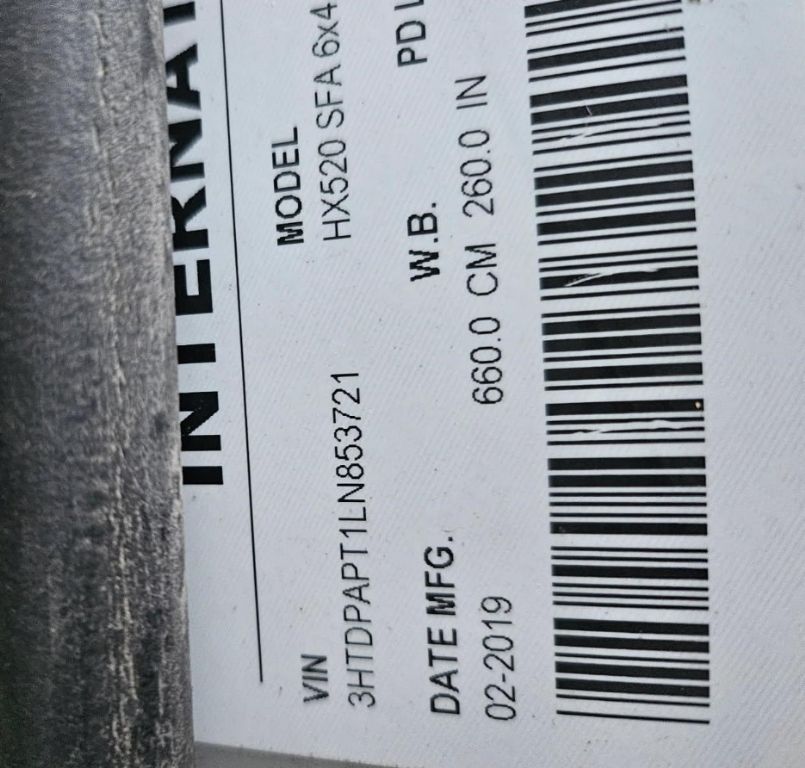 INTERNAT
VIN MODEL
3HTDPAPT1LN853721 HX520 SFA 6x4
DATE MFG. W.B. PD L
02-2019 660.0 CM 260.0 IN